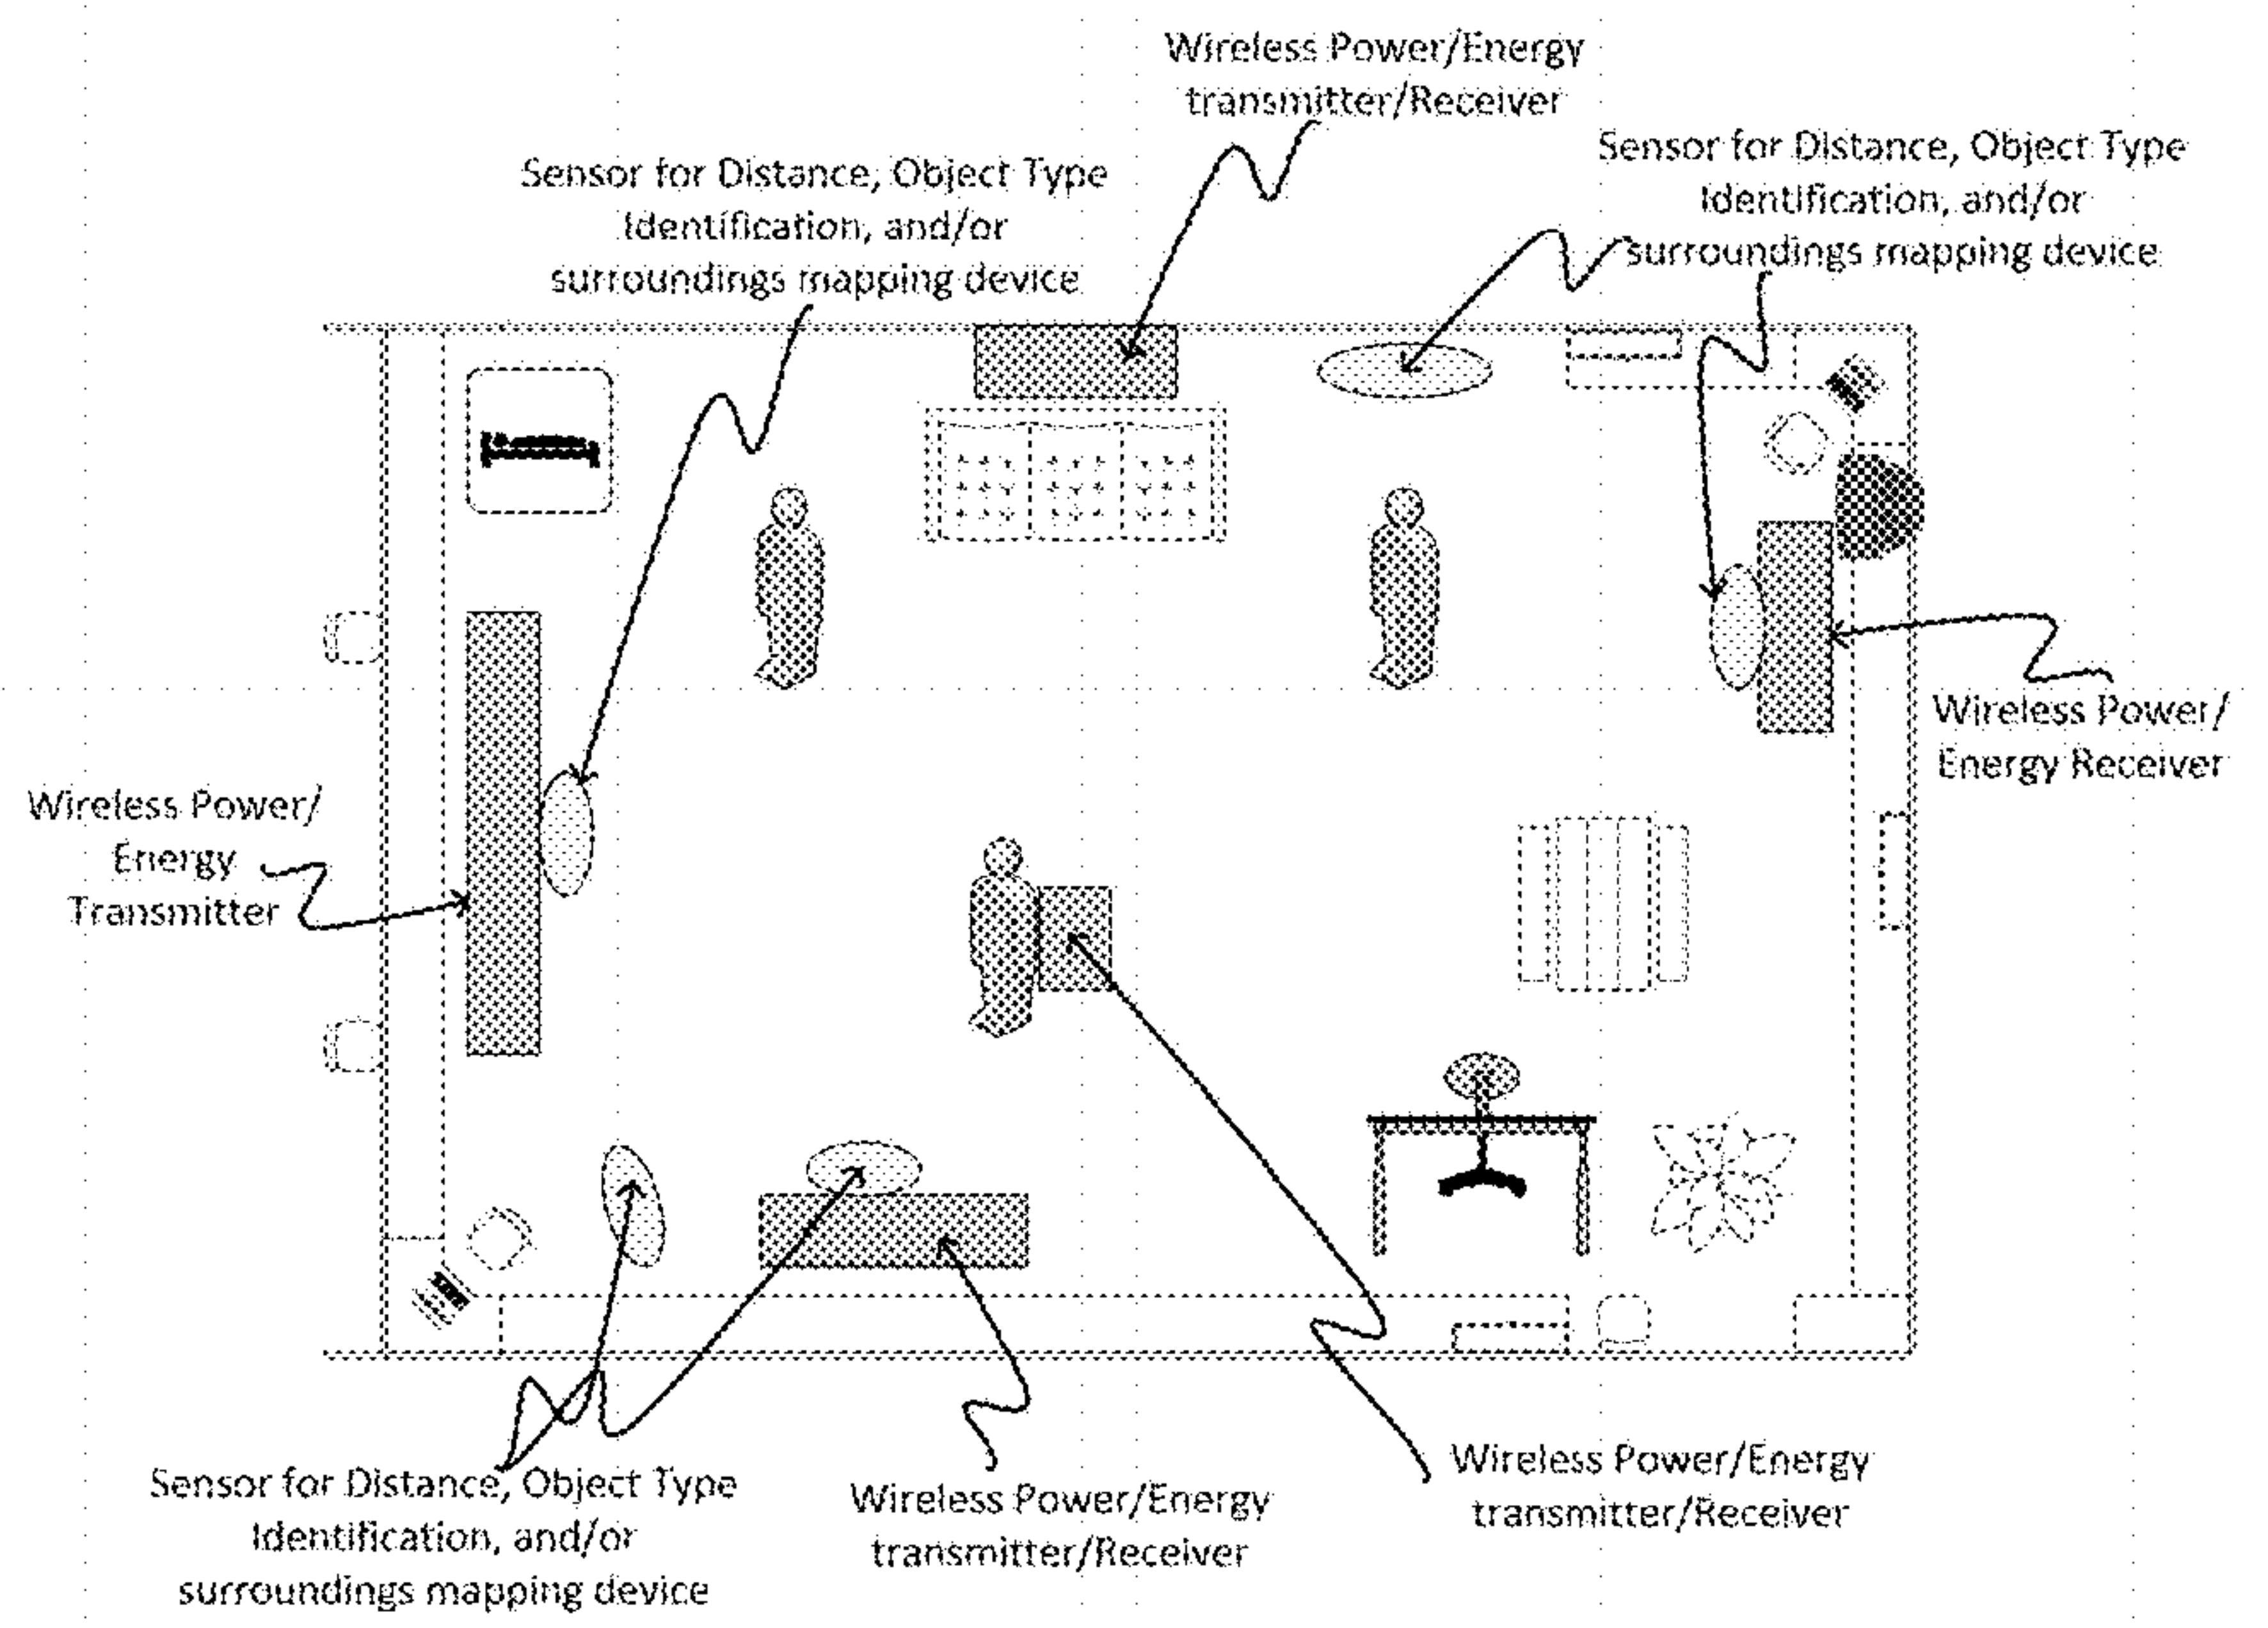 Wireless Power/Energy
transmitter/Receiver
Sensor for Distance, Object Type
Identification, and/or
surroundings mapping device
Sensor for Distance, Object Type
Identification, and/or
surroundings mapping device
Wireless Power/
Energy Receiver
Wireless Power/
Energy
Transmitter
Sensor for Distance, Object Type
Identification, and/or
surroundings mapping device
Wireless Power/Energy
transmitter/Receiver
Wireless Power/Energy
transmitter/Receiver